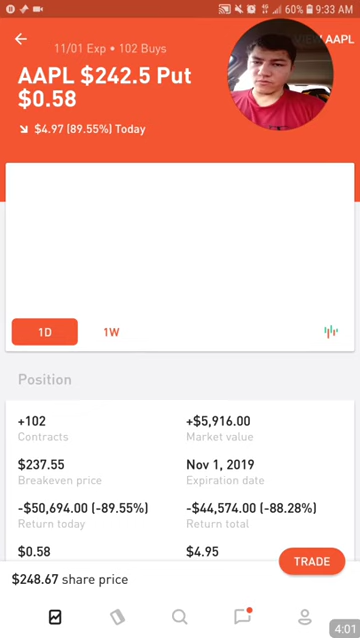 60% 9:33 AM
11/01 Exp • 102 Buys
AAPL
AAPL $242.5 Put
$0.58
$4.97 (89.55%) Today
1D 1W
Position
+102 +$5,916.00
Contracts Market value
$237.55 Nov 1, 2019
Breakeven price Expiration date
-$50,694.00 (-89.55%) -$44,574.00 (-88.28%)
Return today Return total
$0.58 $4.95
TRADE
$248.67 share price
4:01